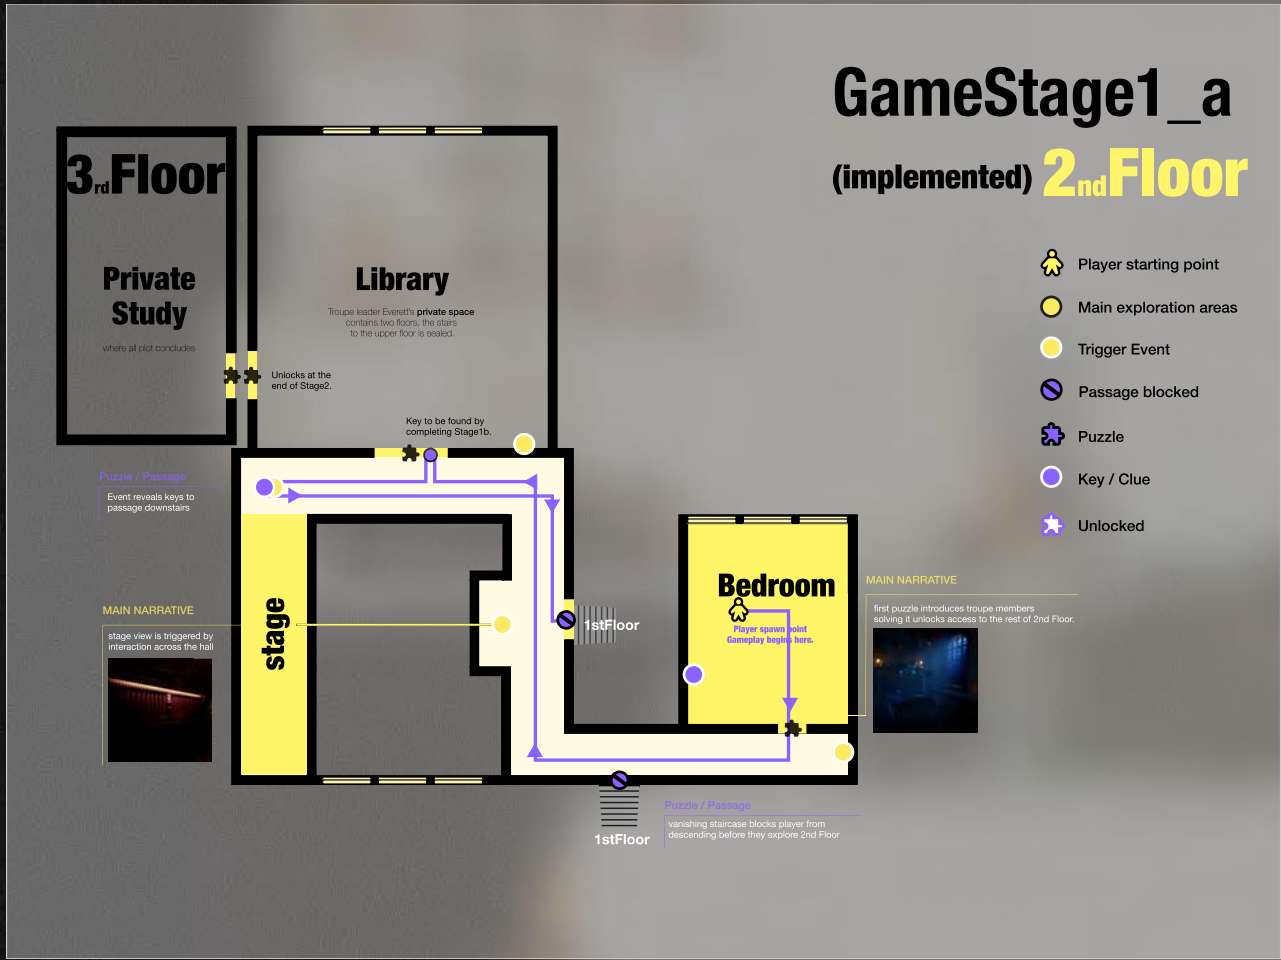 GameStage1_a
(implemented) 2ndFloor
3rdFloor
Private
Study
where all plot concludes
Library
Troupe leader Everett's private space
contains two floors, the stairs
to the upper floor is sealed.
Unlocks at the
end of Stage2.
Key to be found by
completing Stage1b.
Player starting point
Main exploration areas
Trigger Event
Passage blocked
Puzzle
Key / Clue
Unlocked
Puzzle / Passage
Event reveals keys to
passage downstairs
MAIN NARRATIVE
stage view is triggered by
interaction across the hall
stage
1stFloor
Bedroom
Player spawn point
Gameplay begins here.
MAIN NARRATIVE
first puzzle introduces troupe members
solving it unlocks access to the rest of 2nd Floor.
1stFloor
Puzzle / Passage
vanishing staircase blocks player from
descending before they explore 2nd Floor